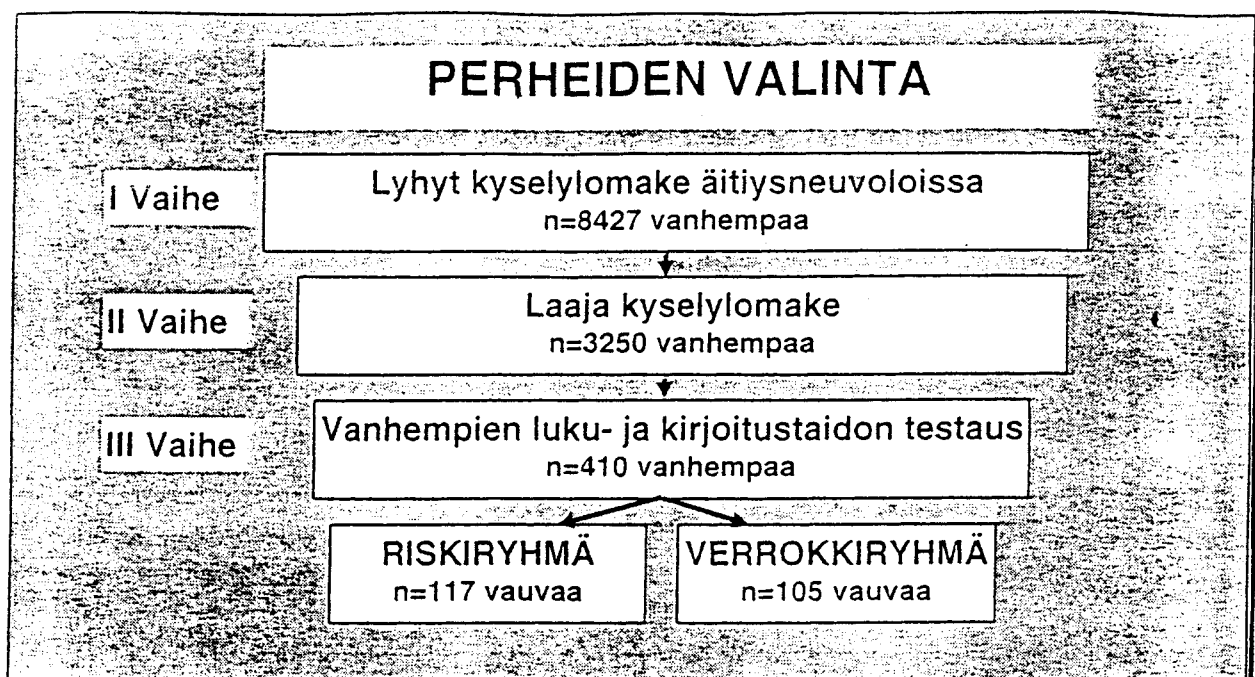 PERHEIDEN VALINTA
I Vaihe
Lyhyt kyselylomake äitiysneuvoloissa
n=8427 vanhempaa
II Vaihe
Laaja kyselylomake
n=3250 vanhempaa
III Vaihe
Vanhempien luku- ja kirjoitustaidon testaus
n=410 vanhempaa
RISKIRYHMÄ
n=117 vauvaa
VERROKKIRYHMÄ
n=105 vauvaa